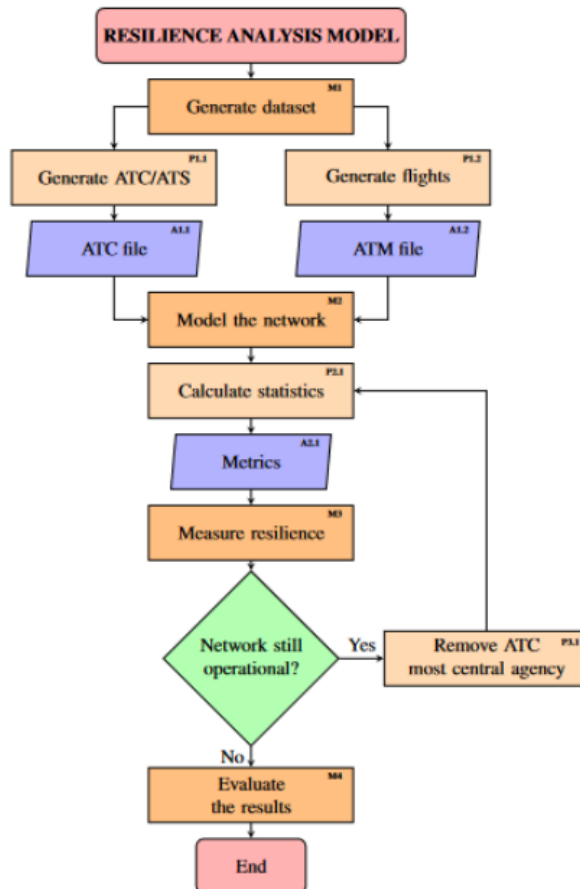 RESILIENCE ANALYSIS MODEL
M1
Generate dataset
P1.1
Generate ATC/ATS
P1.2
Generate flights
A1.1
ATC file
A1.2
ATM file
M2
Model the network
P2.1
Calculate statistics
A2.1
Metrics
M3
Measure resilience
Network still
operational?
Yes
P3.1
Remove ATC
most central agency
No
M4
Evaluate
the results
End